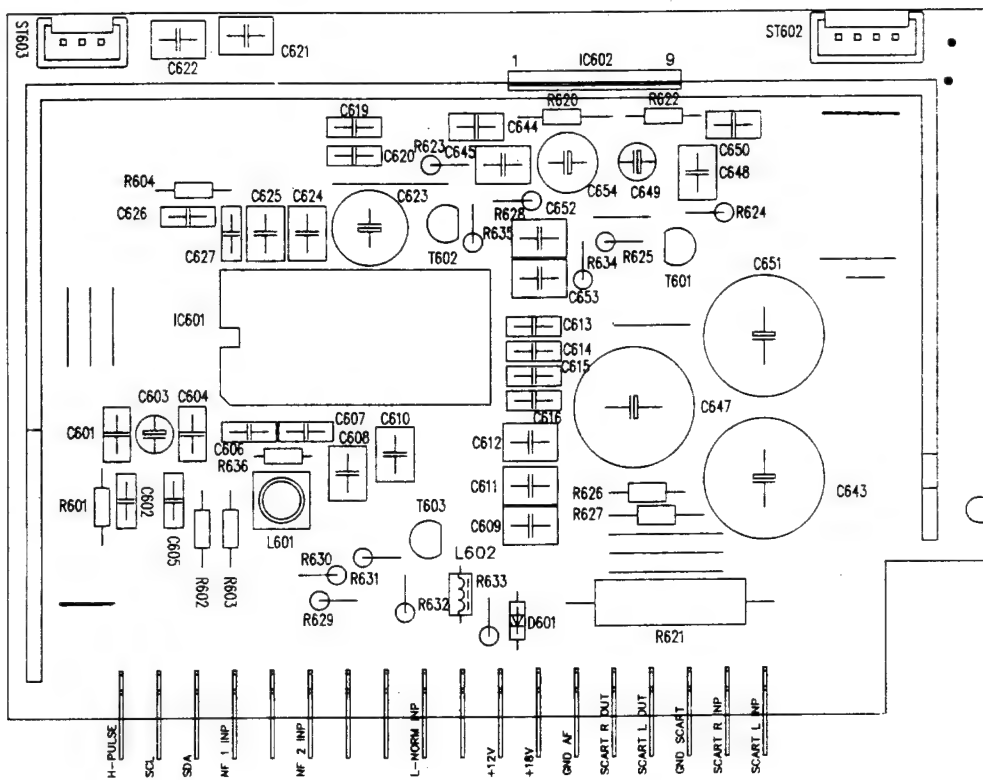 ST603
C622
C621
ST602
1
IC602
9
C619
R620
R622
C644
C620
R623
C645
C650
C654
C649
C648
R604
C626
C625
C624
C623
R628
C652
R624
C627
T602
R635
R634
R625
T601
C651
C653
IC601
C613
C614
C615
C616
C647
C601
C603
C604
C607
C610
C606
C608
R636
C612
C611
C609
R626
R627
C643
R601
C602
C605
R602
R603
L601
T603
L602
R630
R631
R629
R632
R633
D601
R621
H-PULSE
SCL
SDA
NF 1 INP
NF 2 INP
L-NORM INP
+12V
+18V
GND AF
SCART R OUT
SCART L OUT
GND SCART
SCART R INP
SCART L INP